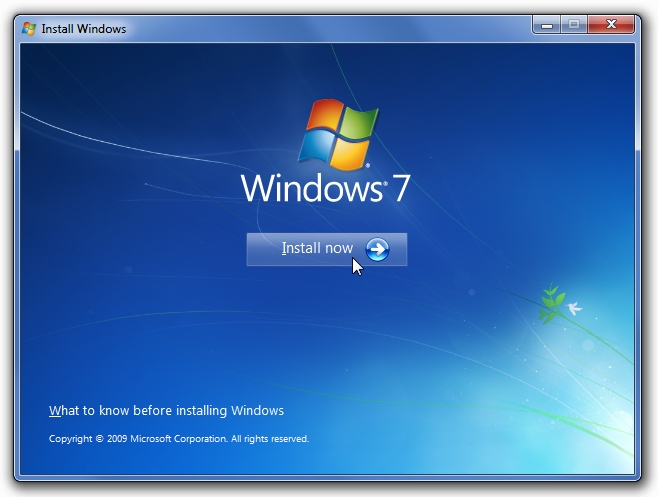 Install Windows
Windows® 7
Install now
What to know before installing Windows
Copyright © 2009 Microsoft Corporation. All rights reserved.